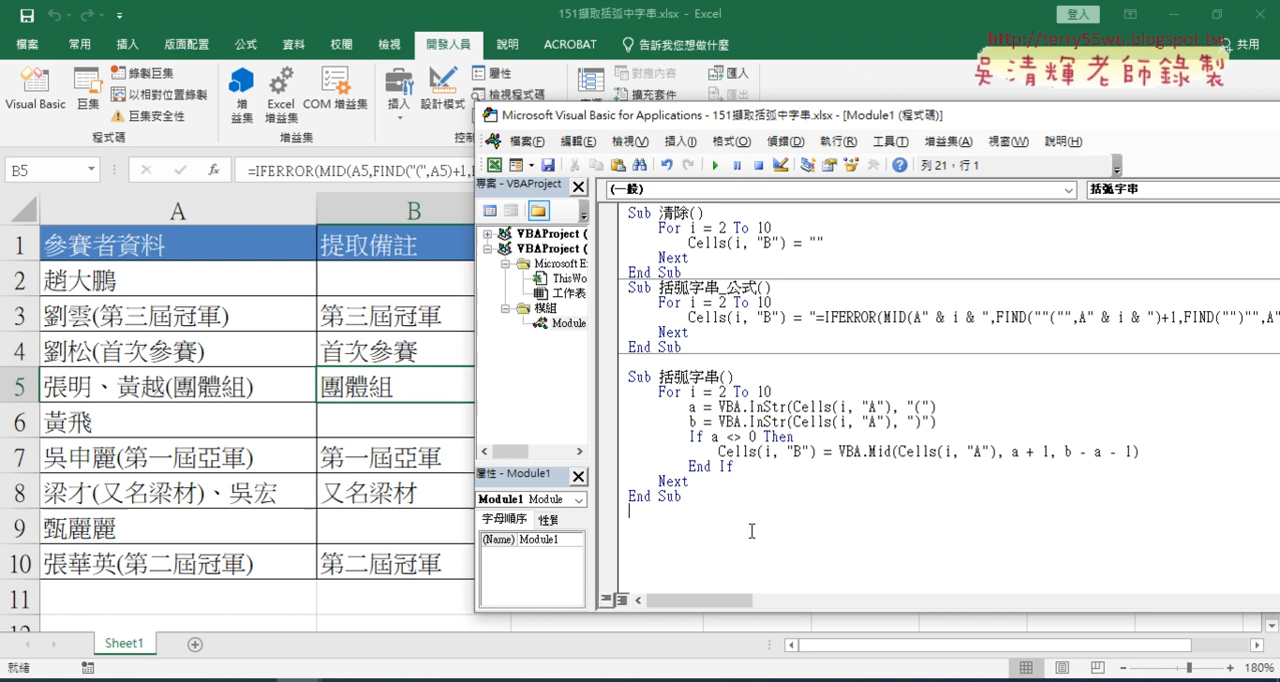 151擷取括弧中字串.xlsx - Excel
登入
檔案 常用 插入 版面配置 公式 資料 校閱 檢視 開發人員 說明 ACROBAT 告訴我您想做什麼
共用
http://terry55wu.blogspot.tw
吳清輝老師錄製
Visual Basic 巨集 錄製巨集 以相對位置錄製 巨集安全性
程式碼
增益集 Excel 增益集 COM 增益集
增益集
插入 設計模式 屬性 檢視程式碼
對應內容 擴充套件 匯入 匯出
Microsoft Visual Basic for Applications - 151擷取括弧中字串.xlsx - [Module1 (程式碼)]
檔案(F) 編輯(E) 檢視(V) 插入(I) 格式(O) 偵錯(D) 執行(R) 工具(T) 增益集(A) 視窗(W) 說明(H)
列 21，行 1
B5
fx
=IFERROR(MID(A5,FIND("(",A5)+1,
A B
1 參賽者資料 提取備註
2 趙大鵬
3 劉雲(第三屆冠軍) 第三屆冠軍
4 劉松(首次參賽) 首次參賽
5 張明、黃越(團體組) 團體組
6 黃飛
7 吳申麗(第一屆亞軍) 第一屆亞軍
8 梁才(又名梁材)、吳宏 又名梁材
9 甄麗麗
10 張華英(第二屆冠軍) 第二屆冠軍
11
12
專案 - VBAProject
VBAProject (
VBAProject (
Microsoft E
ThisWo
工作表
模組
Module
屬性 - Module1
Module1 Module
字母順序 性質
(Name) Module1
(一般) 括弧字串
Sub 清除()
For i = 2 To 10
Cells(i, "B") = ""
Next
End Sub
Sub 括弧字串_公式()
For i = 2 To 10
Cells(i, "B") = "=IFERROR(MID(A" & i & ",FIND(""("",A" & i & ")+1,FIND("")"",A"
Next
End Sub
Sub 括弧字串()
For i = 2 To 10
a = VBA.InStr(Cells(i, "A"), "(")
b = VBA.InStr(Cells(i, "A"), ")")
If a <> 0 Then
Cells(i, "B") = VBA.Mid(Cells(i, "A"), a + 1, b - a - 1)
End If
Next
End Sub
Sheet1
就緒
180%